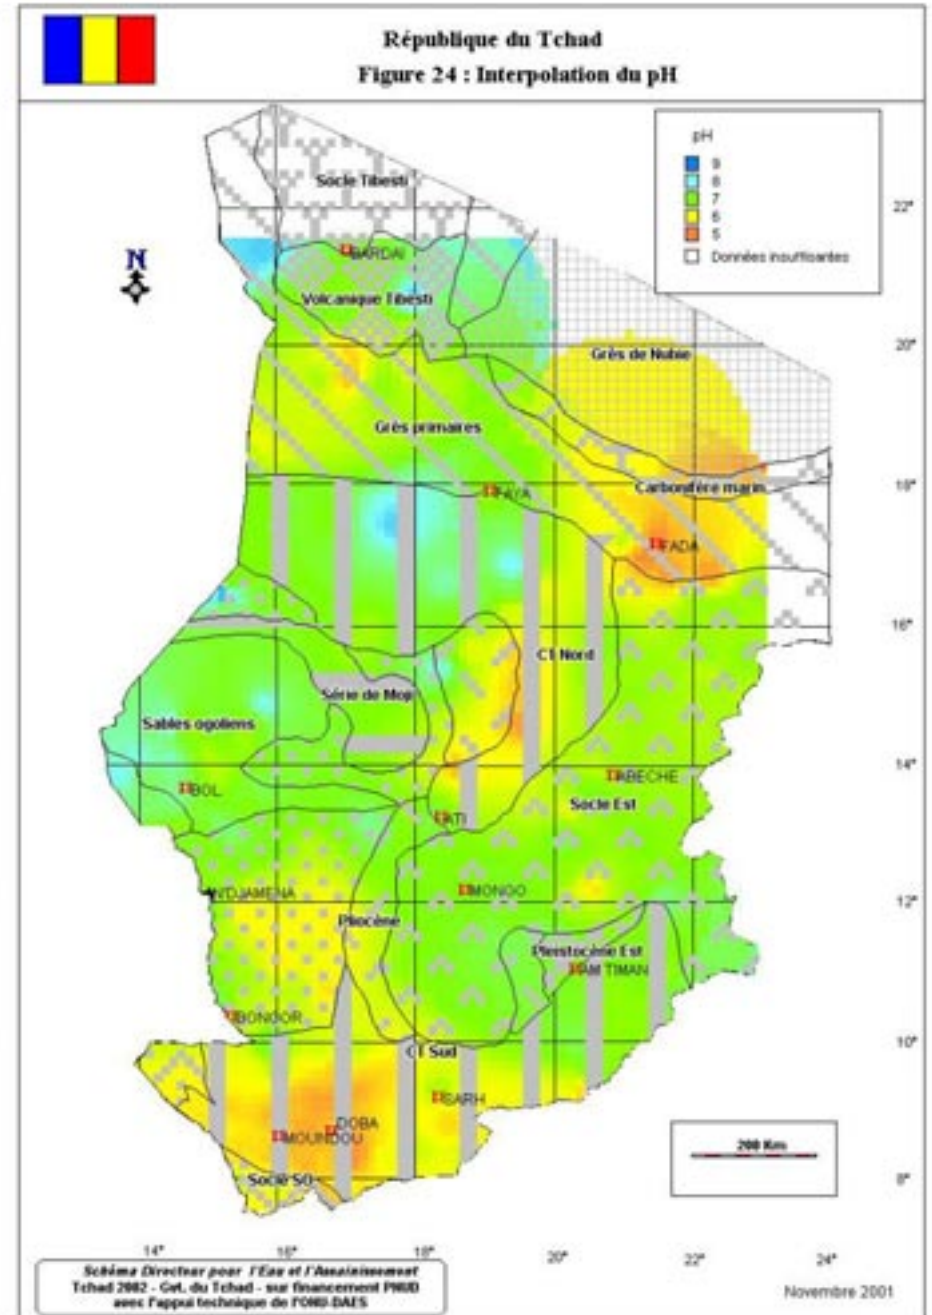 République du Tchad
Figure 24 : Interpolation du pH
pH
9
8
7
6
5
Données insuffisantes
N
Socle Tibesti
22°
BARDAI
Volcanique Tibesti
20°
Grès de Nubie
Grès primaires
18°
FAYA
Carbonifère marin
FADA
16°
CT Nord
Série de Moji
Sables ogoliens
14°
BOL
ABECHE
Socle Est
ATI
N'DJAMENA
MONGO
12°
Pliocène
Pleistocène Est
AM TIMAN
BONGOR
10°
CT Sud
SARH
DOBA
MOUNDOU
200 Km
Socle SO
8°
14°
16°
18°
20°
22°
24°
Schéma Directeur pour l'Eau et l'Assainissement
Tchad 2002 - Gvt. du Tchad - sur financement PNUD
avec l'appui technique de l'ONU-DAES
Novembre 2001